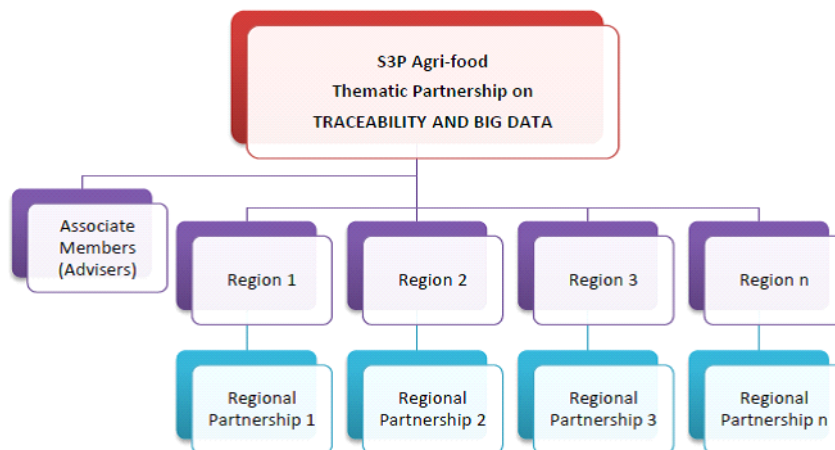 S3P Agri-food
Thematic Partnership on
TRACEABILITY AND BIG DATA
Associate
Members
(Advisers)
Region 1
Region 2
Region 3
Region n
Regional
Partnership 1
Regional
Partnership 2
Regional
Partnership 3
Regional
Partnership n